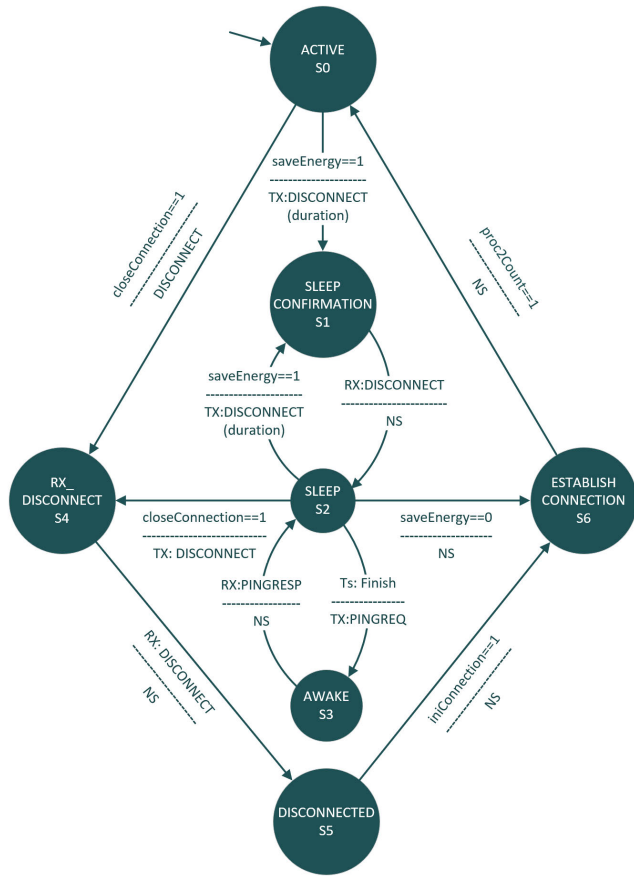 ACTIVE
S0
saveEnergy==1
---------------------
TX:DISCONNECT
(duration)
closeConnection==1
---------------------
DISCONNECT
proc2Count==1
---------------------
NS
SLEEP
CONFIRMATION
S1
saveEnergy==1
---------------------
TX:DISCONNECT
(duration)
RX:DISCONNECT
------------------------
NS
RX_
DISCONNECT
S4
SLEEP
S2
ESTABLISH
CONNECTION
S6
closeConnection==1
---------------------
TX: DISCONNECT
saveEnergy==0
---------------------
NS
RX:PINGRESP
-----------------
NS
Ts: Finish
----------------
TX:PINGREQ
RX: DISCONNECT
---------------------
NS
iniConnection==1
---------------------
NS
AWAKE
S3
DISCONNECTED
S5